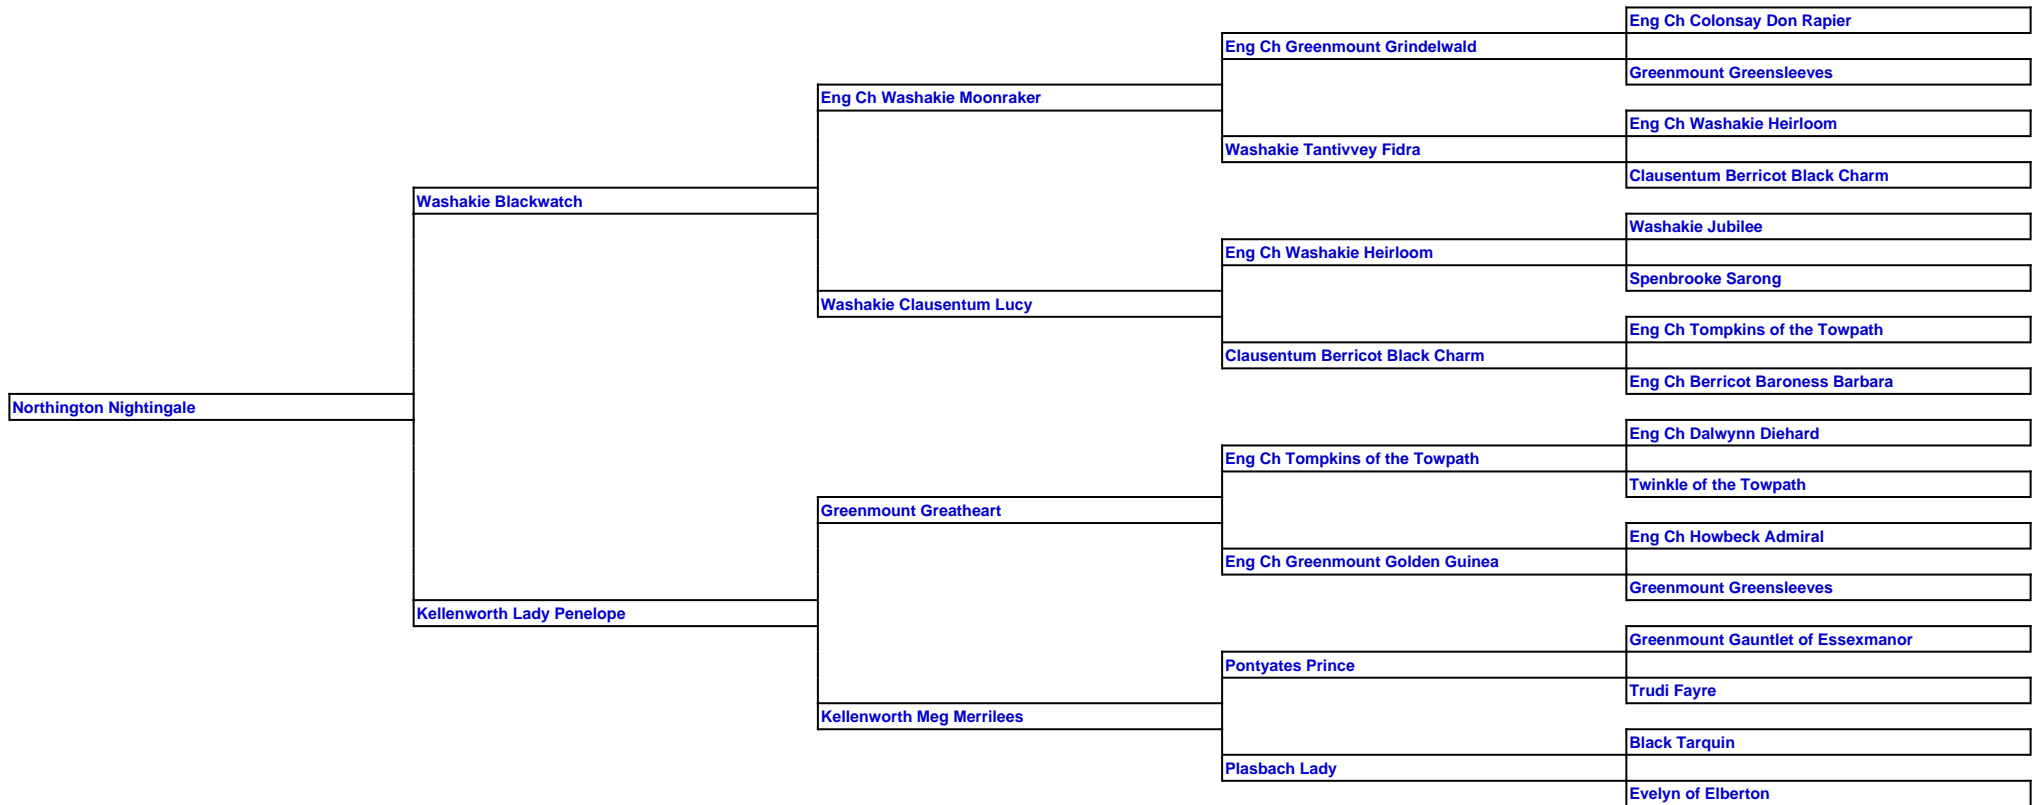 Eng Ch Colonsay Don Rapier
Eng Ch Greenmount Grindelwald
Greenmount Greensleeves
Eng Ch Washakie Moonraker
Eng Ch Washakie Heirloom
Washakie Tantivvey Fidra
Clausentum Berricot Black Charm
Washakie Blackwatch
Washakie Jubilee
Eng Ch Washakie Heirloom
Spenbrooke Sarong
Washakie Clausentum Lucy
Eng Ch Tompkins of the Towpath
Clausentum Berricot Black Charm
Eng Ch Berricot Baroness Barbara
Northington Nightingale
Eng Ch Dalwynn Diehard
Eng Ch Tompkins of the Towpath
Twinkle of the Towpath
Greenmount Greatheart
Eng Ch Howbeck Admiral
Eng Ch Greenmount Golden Guinea
Greenmount Greensleeves
Kellenworth Lady Penelope
Greenmount Gauntlet of Essexmanor
Pontyates Prince
Trudi Fayre
Kellenworth Meg Merrilees
Black Tarquin
Plasbach Lady
Evelyn of Elberton